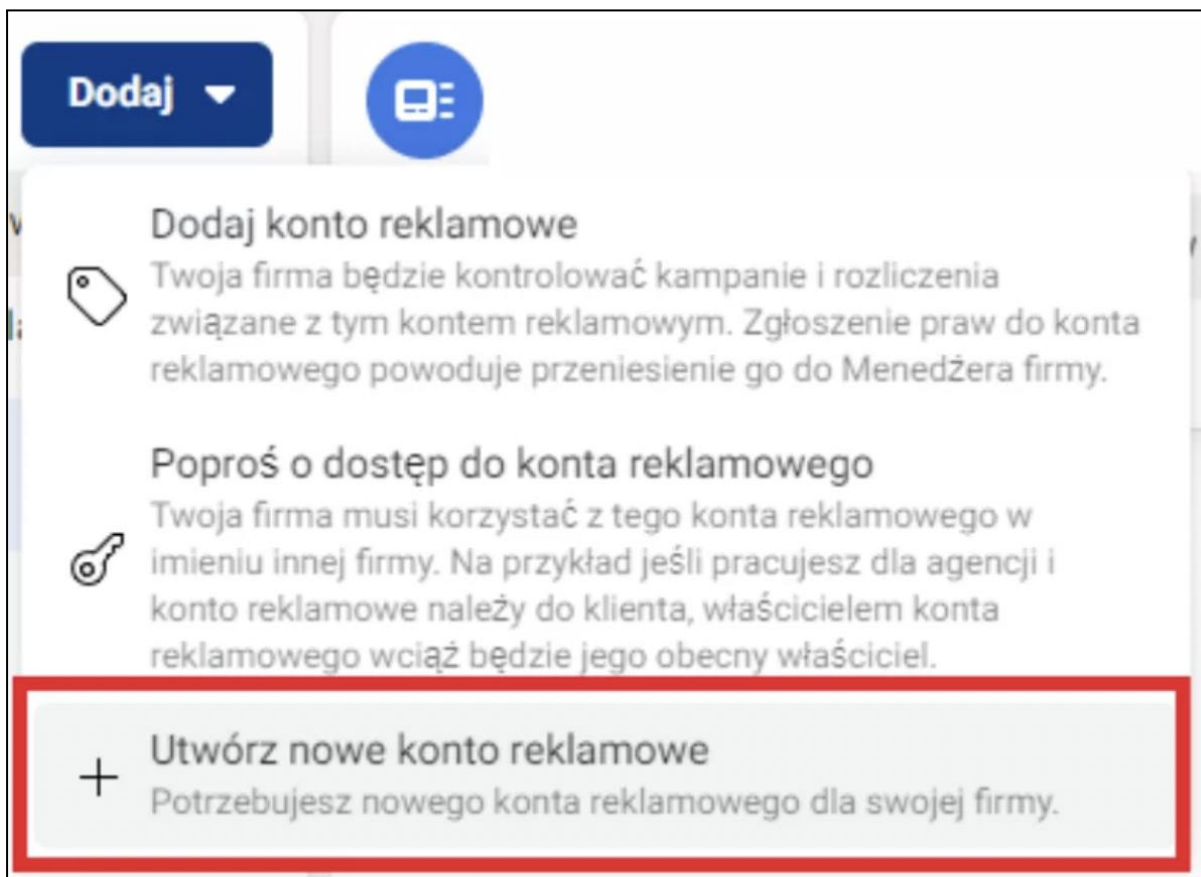 Dodaj
Dodaj konto reklamowe
Twoja firma będzie kontrolować kampanie i rozliczenia
związane z tym kontem reklamowym. Zgłoszenie praw do konta
reklamowego powoduje przeniesienie go do Menedżera firmy.
Poproś o dostęp do konta reklamowego
Twoja firma musi korzystać z tego konta reklamowego w
imieniu innej firmy. Na przykład jeśli pracujesz dla agencji i
konto reklamowe należy do klienta, właścicielem konta
reklamowego wciąż będzie jego obecny właściciel.
Utwórz nowe konto reklamowe
Potrzebujesz nowego konta reklamowego dla swojej firmy.